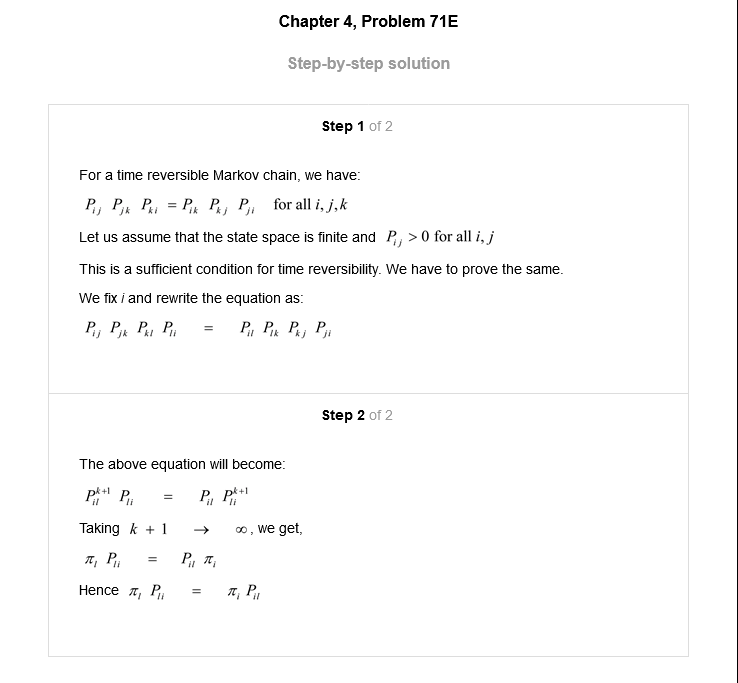 Chapter 4, Problem 71E
Step-by-step solution
Step 1 of 2
For a time reversible Markov chain, we have:
P_{ij} P_{jk} P_{ki} = P_{ik} P_{kj} P_{ji} for all i, j, k
Let us assume that the state space is finite and P_{ij} > 0 for all i, j
This is a sufficient condition for time reversibility. We have to prove the same.
We fix i and rewrite the equation as:
P_{ij} P_{jk} P_{kl} P_{li} = P_{il} P_{lk} P_{kj} P_{ji}
Step 2 of 2
The above equation will become:
P_{il}^{k+1} P_{li} = P_{il} P_{li}^{k+1}
Taking k + 1 → ∞, we get,
π_l P_{li} = P_{il} π_i
Hence π_l P_{li} = π_i P_{il}